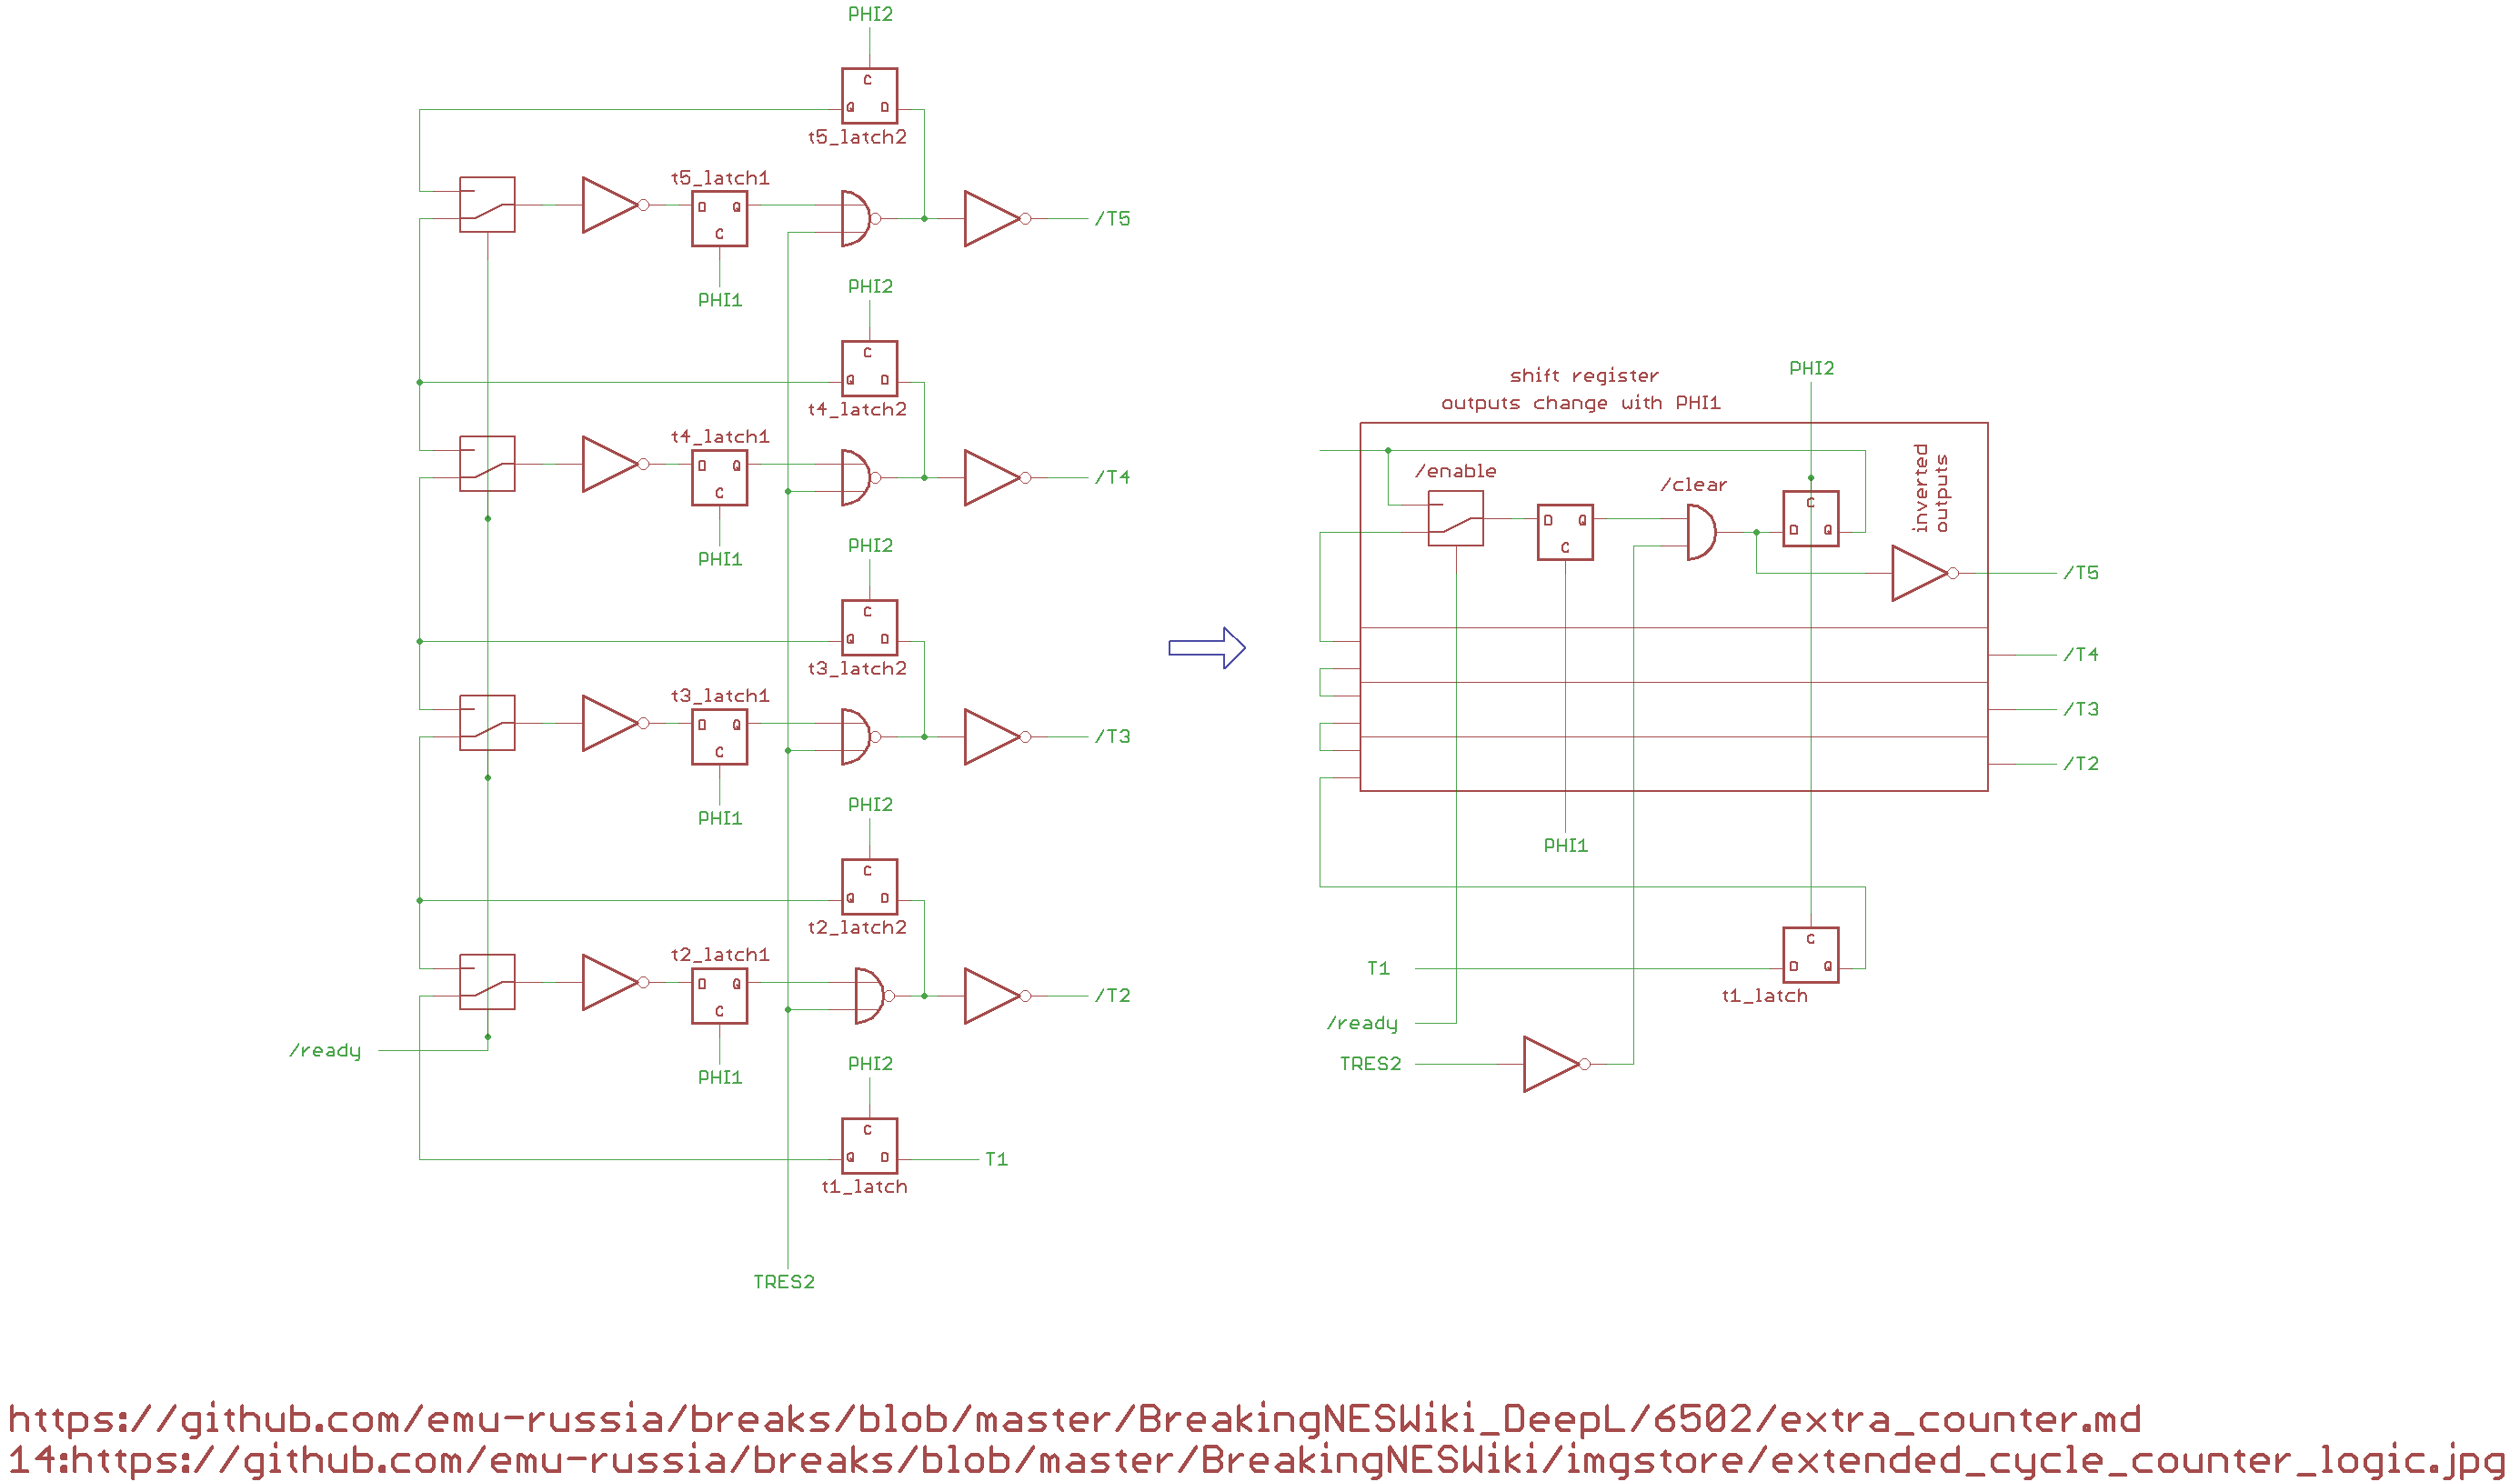 PHI2
C
Q D
t5_latch2
t5_latch1
D Q
C
PHI1
/T5
PHI2
C
Q D
t4_latch2
t4_latch1
D Q
C
PHI1
/T4
PHI2
C
Q D
t3_latch2
t3_latch1
D Q
C
PHI1
/T3
PHI2
C
Q D
t2_latch2
t2_latch1
D Q
C
PHI1
/T2
/ready
PHI2
C
Q D
T1
t1_latch
TRES2
shift register
outputs change with PHI1
PHI2
/enable
D Q
C
/clear
C
D Q
inverted
outputs
/T5
/T4
/T3
/T2
PHI1
T1
C
D Q
t1_latch
/ready
TRES2
https://github.com/emu-russia/breaks/blob/master/BreakingNESWiki_DeepL/6502/extra_counter.md
14:https://github.com/emu-russia/breaks/blob/master/BreakingNESWiki/imgstore/extended_cycle_counter_logic.jpg